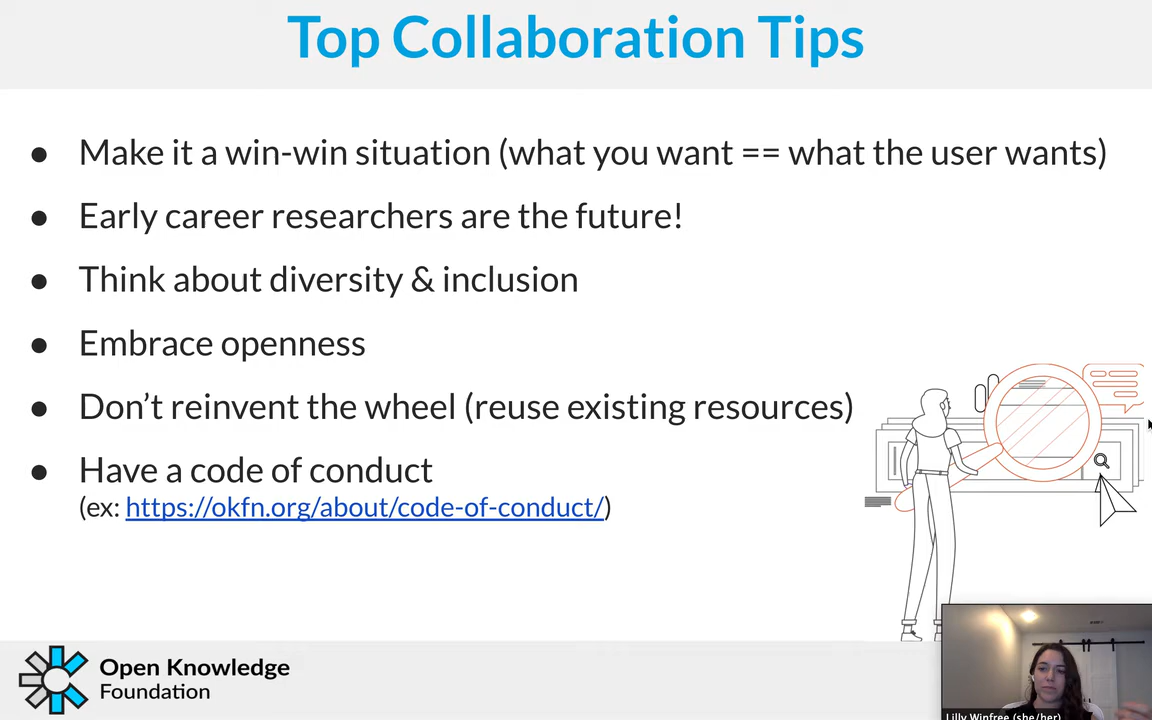 Top Collaboration Tips
● Make it a win-win situation (what you want == what the user wants)
● Early career researchers are the future!
● Think about diversity & inclusion
● Embrace openness
● Don’t reinvent the wheel (reuse existing resources)
● Have a code of conduct
(ex: https://okfn.org/about/code-of-conduct/)
Open Knowledge
Foundation
Lilly Winfree (she/her)